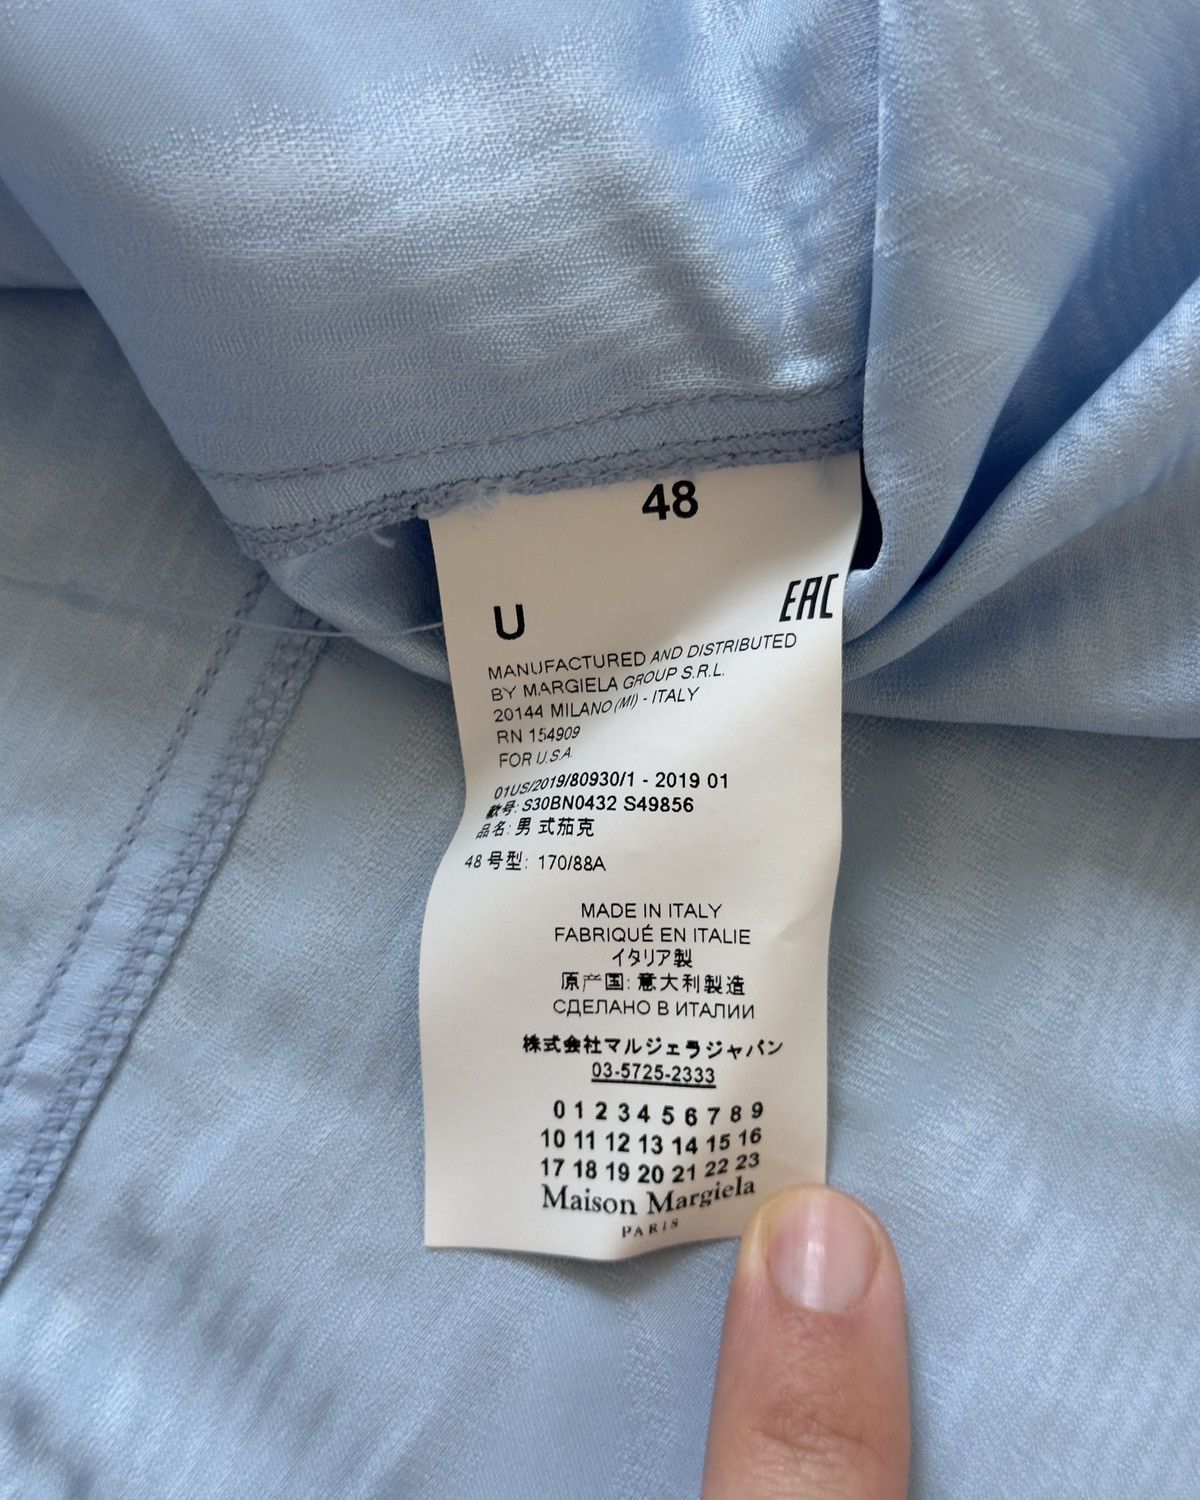 48
EAC
U
MANUFACTURED AND DISTRIBUTED
BY MARGIELA GROUP S.R.L.
20144 MILANO (MI) - ITALY
RN 154909
FOR U.S.A.
01US/2019/80930/1 - 2019 01
款号: S30BN0432 S49856
品名: 男式茄克
48 号型: 170/88A
MADE IN ITALY
FABRIQUÉ EN ITALIE
イタリア製
原产国: 意大利製造
СДЕЛАНО В ИТАЛИИ
株式会社マルジェラジャパン
03-5725-2333
0 1 2 3 4 5 6 7 8 9
10 11 12 13 14 15 16
17 18 19 20 21 22 23
Maison Margiela
PARIS